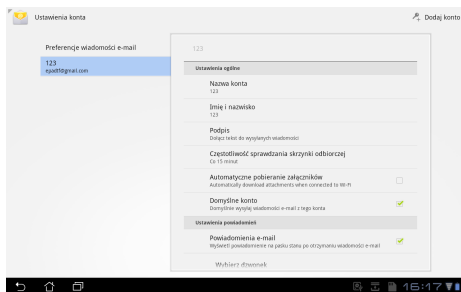 Ustawienia konta
Dodaj konto
Preferencje wiadomości e-mail
123
epadtf@gmail.com
123
Ustawienia ogólne
Nazwa konta
123
Imię i nazwisko
123
Podpis
Dołącz tekst do wysyłanych wiadomości
Częstotliwość sprawdzania skrzynki odbiorczej
Co 15 minut
Automatyczne pobieranie załączników
Automatically download attachments when connected to Wi-Fi
Domyślne konto
Domyślnie wysyłaj wiadomości e-mail z tego konta
Ustawienia powiadomień
Powiadomienia e-mail
Wyświetl powiadomienie na pasku stanu po otrzymaniu wiadomości e-mail
Wybierz dzwonek
16:17